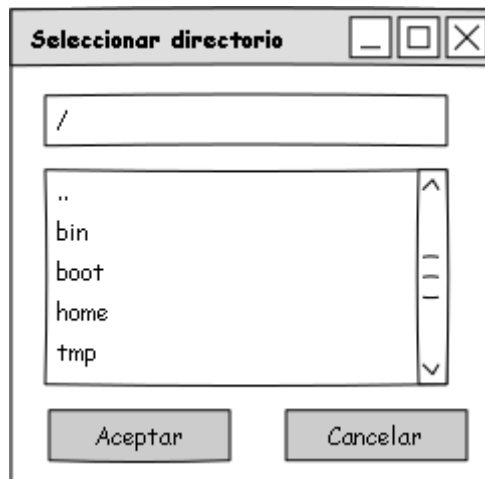 Seleccionar directorio
/
..
bin
boot
home
tmp
Aceptar Cancelar